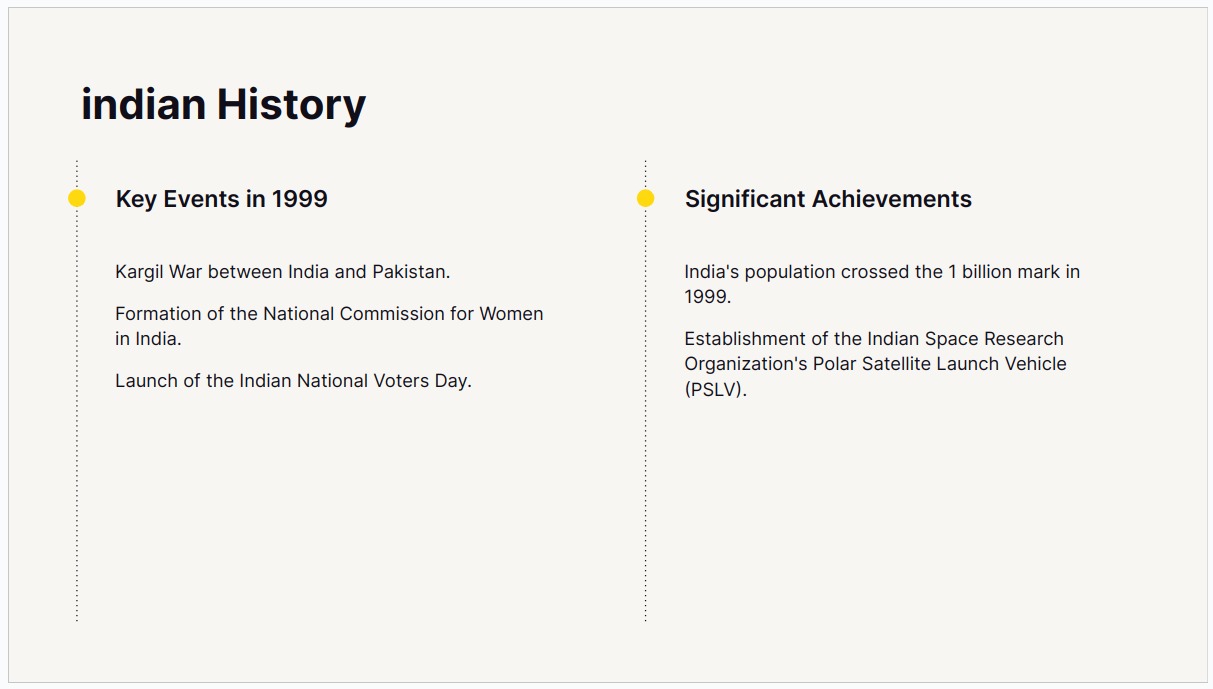 indian History
Key Events in 1999
Kargil War between India and Pakistan.
Formation of the National Commission for Women
in India.
Launch of the Indian National Voters Day.
Significant Achievements
India's population crossed the 1 billion mark in
1999.
Establishment of the Indian Space Research
Organization's Polar Satellite Launch Vehicle
(PSLV).